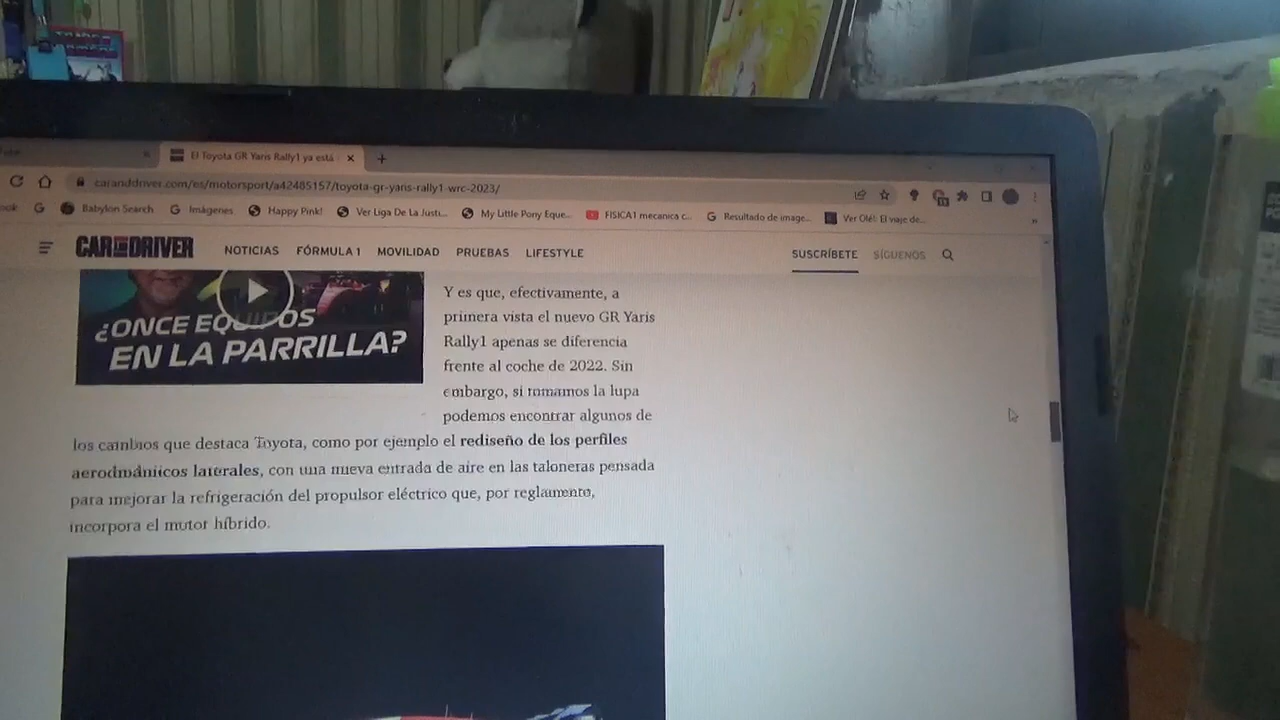 El Toyota GR Yaris Rally1 ya está
caranddriver.com/es/motorsport/a42485157/toyota-gr-yaris-rally1-wrc-2023/
ook Babylon Search Imágenes Happy Pink! Ver Liga De La Justi... My Little Pony Eque... FISICA1 mecanica c... Resultado de image... Ver Olé!: El viaje de...
CAR AND DRIVER NOTICIAS FÓRMULA 1 MOVILIDAD PRUEBAS LIFESTYLE SUSCRÍBETE SÍGUENOS
¿ONCE EQUIPOS
EN LA PARRILLA?
Y es que, efectivamente, a
primera vista el nuevo GR Yaris
Rally1 apenas se diferencia
frente al coche de 2022. Sin
embargo, si tomamos la lupa
podemos encontrar algunos de
los cambios que destaca Toyota, como por ejemplo el rediseño de los perfiles
aerodmániicos laterales, con una nueva entrada de aire en las taloneras pensada
para mejorar la refrigeración del propulsor eléctrico que, por reglamento,
incorpora el motor híbrido.